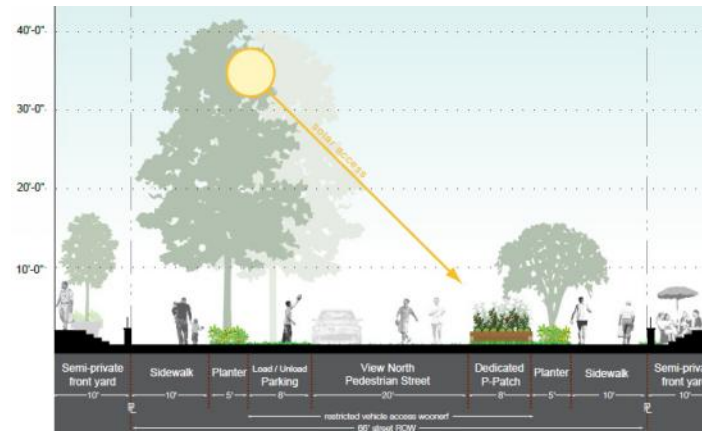 40'-0"
30'-0"
20'-0"
10'-0"
solar access
Semi-private
front yard
10'
Sidewalk
10'
Planter
5'
Load / Unload
Parking
8'
View North
Pedestrian Street
20'
Dedicated
P-Patch
8'
Planter
5'
Sidewalk
10'
Semi-priva
front yard
10'
restricted vehicle access woonerf
66' street ROW